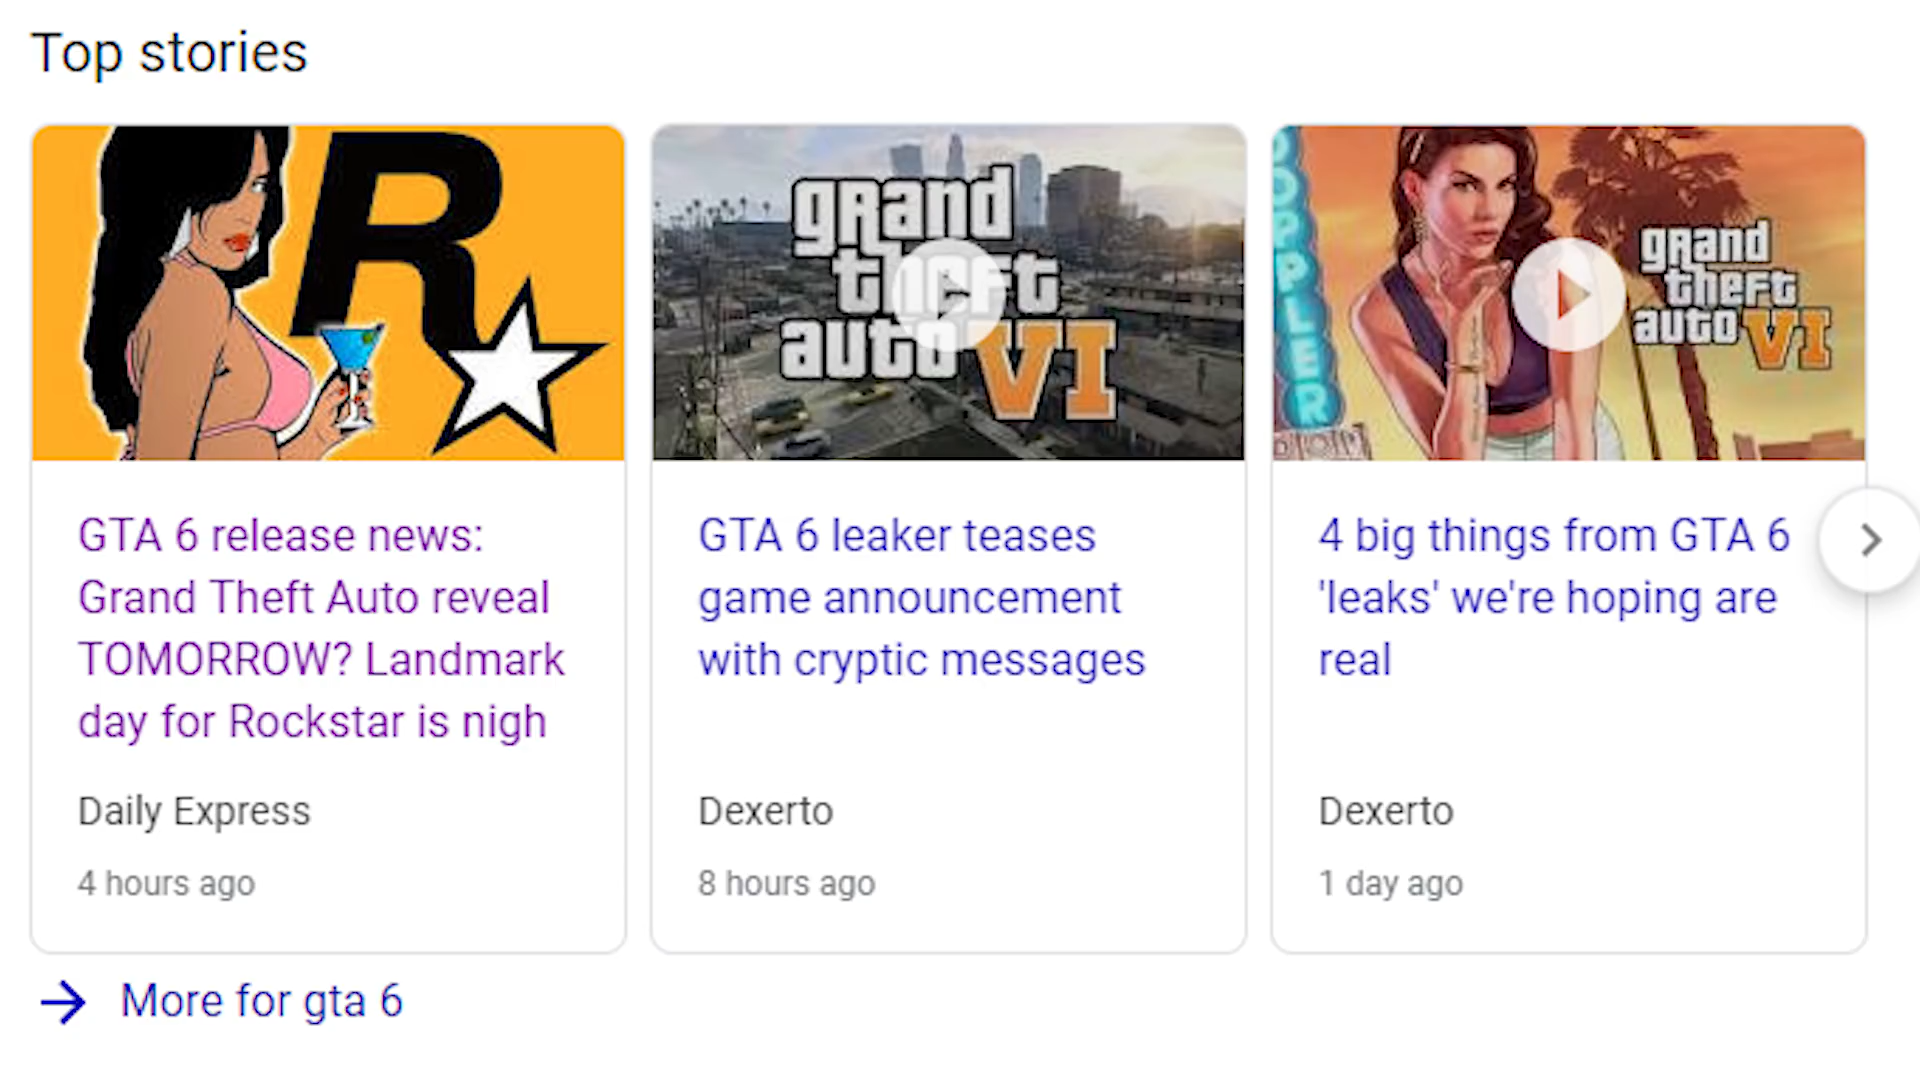 Top stories
R
grand
theft
auto VI
grand
theft
auto VI
GTA 6 release news:
Grand Theft Auto reveal
TOMORROW? Landmark
day for Rockstar is nigh
Daily Express
4 hours ago
GTA 6 leaker teases
game announcement
with cryptic messages
Dexerto
8 hours ago
4 big things from GTA 6
'leaks' we're hoping are
real
Dexerto
1 day ago
More for gta 6